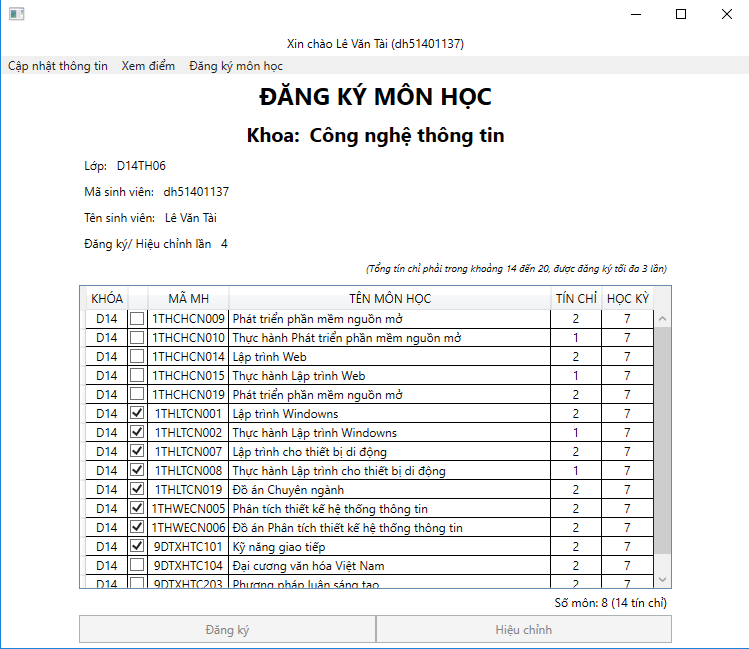 Xin chào Lê Văn Tài (dh51401137)
Cập nhật thông tin Xem điểm Đăng ký môn học
ĐĂNG KÝ MÔN HỌC
Khoa: Công nghệ thông tin
Lớp: D14TH06
Mã sinh viên: dh51401137
Tên sinh viên: Lê Văn Tài
Đăng ký/ Hiệu chỉnh lần 4
(Tổng tín chỉ phải trong khoảng 14 đến 20, được đăng ký tối đa 3 lần)
KHÓA MÃ MH TÊN MÔN HỌC TÍN CHỈ HỌC KỲ
D14 1THCHCN009 Phát triển phần mềm nguồn mở 2 7
D14 1THCHCN010 Thực hành Phát triển phần mềm nguồn mở 1 7
D14 1THCHCN014 Lập trình Web 2 7
D14 1THCHCN015 Thực hành Lập trình Web 1 7
D14 1THCHCN019 Phát triển phần mềm nguồn mở 2 7
D14 1THLTCN001 Lập trình Windowns 2 7
D14 1THLTCN002 Thực hành Lập trình Windowns 1 7
D14 1THLTCN007 Lập trình cho thiết bị di động 2 7
D14 1THLTCN008 Thực hành Lập trình cho thiết bị di động 1 7
D14 1THLTCN019 Đồ án Chuyên ngành 2 7
D14 1THWECN005 Phân tích thiết kế hệ thống thông tin 2 7
D14 1THWECN006 Đồ án Phân tích thiết kế hệ thống thông tin 2 7
D14 9DTXHTC101 Kỹ năng giao tiếp 2 7
D14 9DTXHTC104 Đại cương văn hóa Việt Nam 2 7
D14 9DTXHTC203 Phương pháp luận sáng tạo 2 7
Số môn: 8 (14 tín chỉ)
Đăng ký Hiệu chỉnh